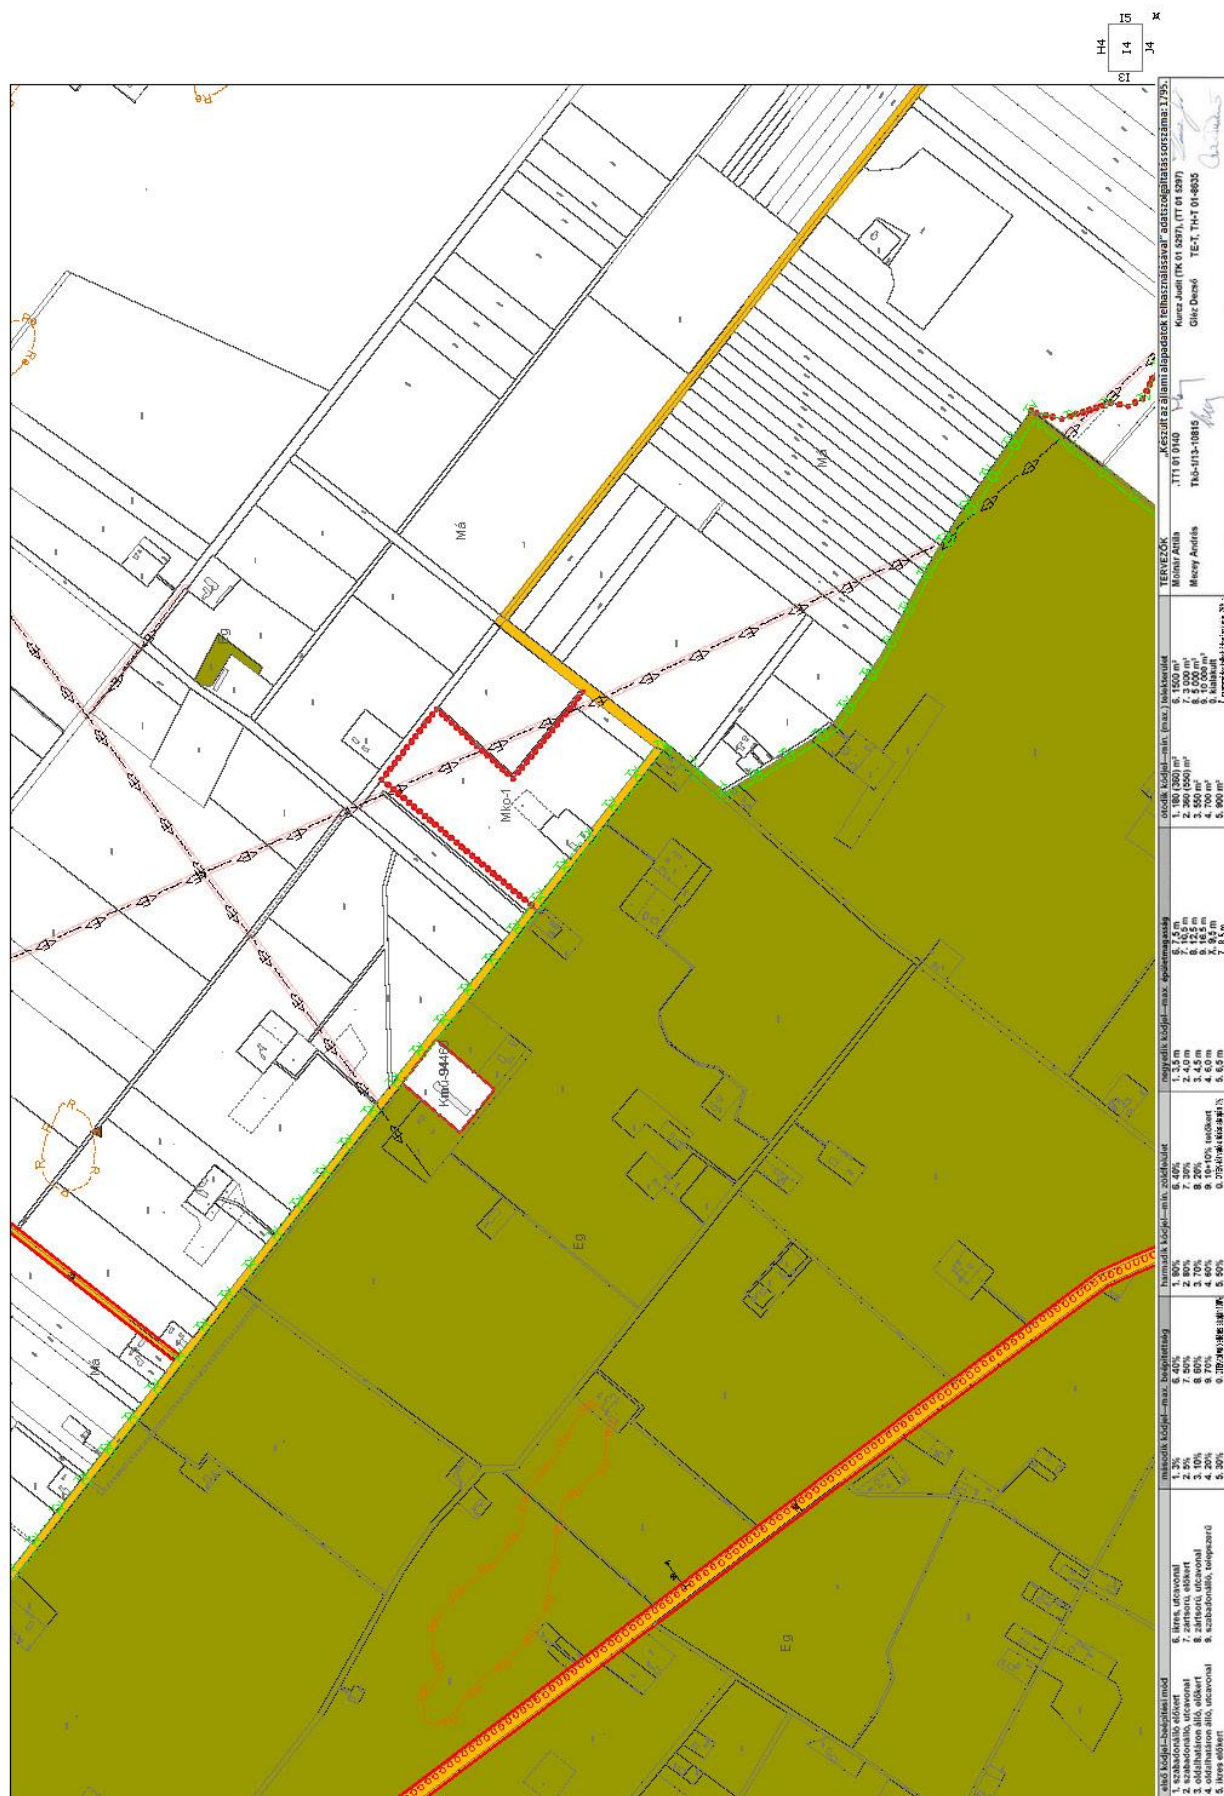 H4
I3 I4 I5
J4
Má
Má
Má
Mko-1
Eg
Eg
Eg
első kódjel—beépítési mód
1. szabadonálló előkert
2. szabadonálló, utcavonal
3. oldalhatáron álló, előkert
4. oldalhatáron álló, utcavonal
5. ikres előkert
6. ikres, utcavonal
7. zártsorú, előkert
8. zártsorú, utcavonal
9. szabadonálló, telepszerű
második kódjel—max. beépítettség
1. 3%
2. 5%
3. 10%
4. 20%
5. 30%
6. 40%
7. 50%
8. 60%
9. 70%
harmadik kódjel—min. zöldfelület
1. 90%
2. 80%
3. 70%
4. 60%
5. 50%
6. 40%
7. 30%
8. 20%
9. 10+10% tetőkert
negyedik kódjel—max. épületmagasság
1. 3,5 m
2. 4,0 m
3. 4,5 m
4. 6,0 m
5. 6,5 m
6. 7,5 m
7. 10,5 m
8. 12,5 m
9. 16,5 m
ötödik kódjel—min. (max.) telekterület
1. 180 (360) m²
2. 360 (550) m²
3. 550 m²
4. 700 m²
5. 900 m²
6. 1500 m²
7. 3 000 m²
8. 5 000 m²
9. 10 000 m²
0. kialakult
TERVEZŐK
Molnár Attila TT1 01 0140
Mezey András Tkö-1/13-10815
„Készült az állami alapadatok felhasználásával” adatszolgáltatás sorszáma: 1795.
Kurcz Judit (TK 01 5297), (TT 01 5297)
Gléz Dezső TE-T, TH-T 01-8635